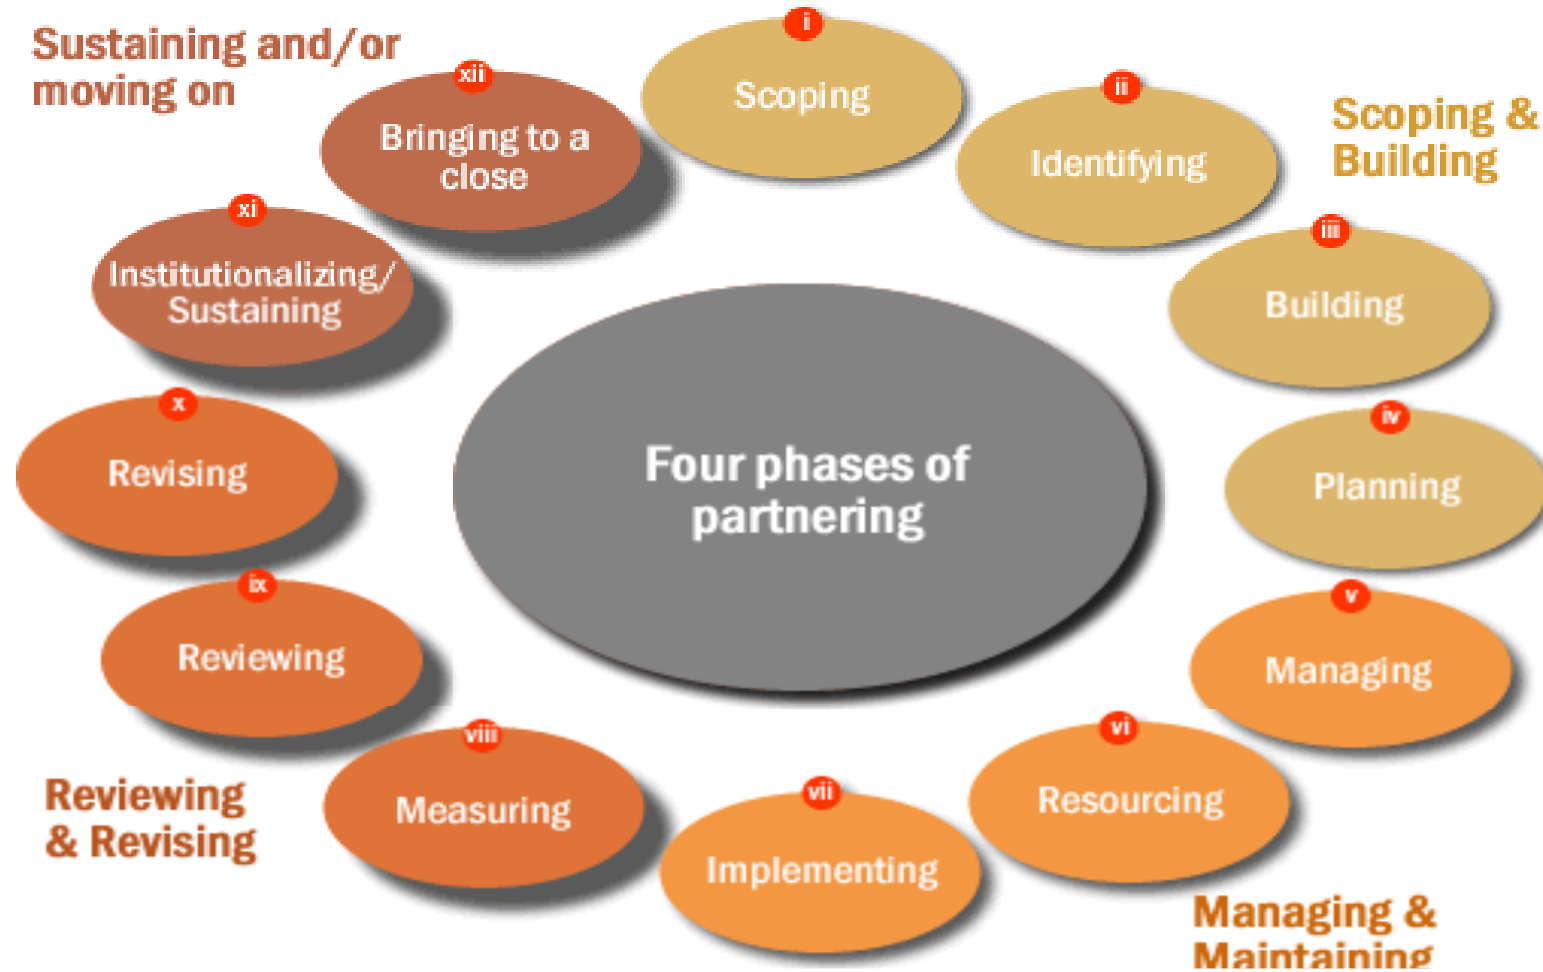 Sustaining and/or
moving on
i
Scoping
ii
Identifying
Scoping &
Building
iii
Building
iv
Planning
v
Managing
vi
Resourcing
Managing &
Maintaining
vii
Implementing
viii
Measuring
Reviewing
& Revising
ix
Reviewing
x
Revising
xi
Institutionalizing/
Sustaining
xii
Bringing to a
close
Four phases of
partnering